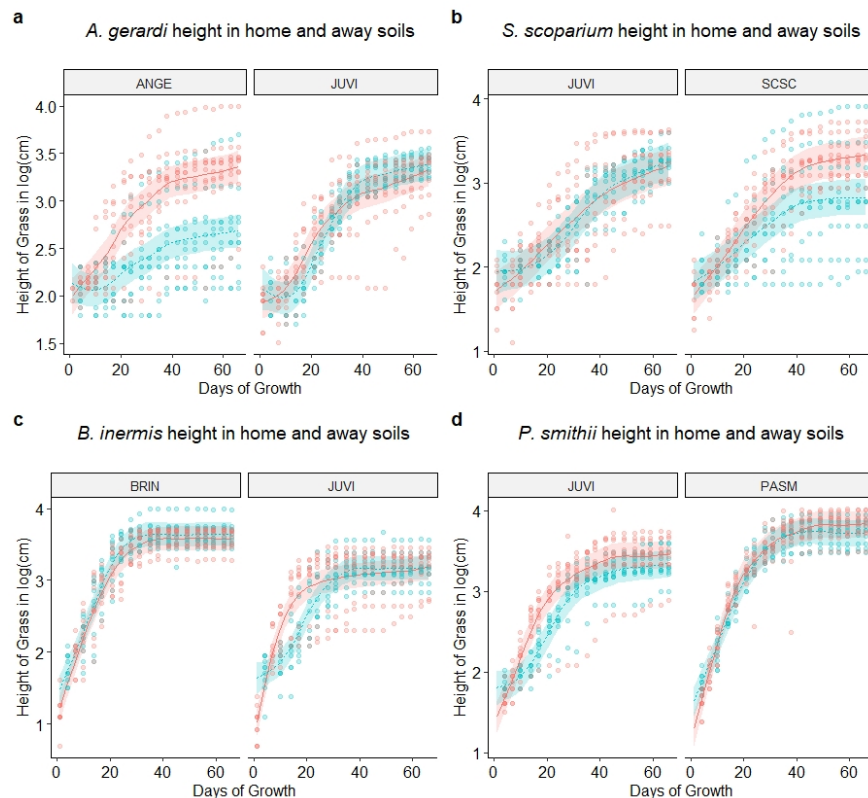 a
A. gerardi height in home and away soils
ANGE
JUVI
Height of Grass in log(cm)
4.0
3.5
3.0
2.5
2.0
1.5
0 20 40 60
0 20 40 60
Days of Growth
b
S. scoparium height in home and away soils
JUVI
SCSC
Height of Grass in log(cm)
4
3
2
1
0 20 40 60
0 20 40 60
Days of Growth
c
B. inermis height in home and away soils
BRIN
JUVI
Height of Grass in log(cm)
4
3
2
1
0 20 40 60
0 20 40 60
Days of Growth
d
P. smithii height in home and away soils
JUVI
PASM
Height of Grass in log(cm)
4
3
2
1
0 20 40 60
0 20 40 60
Days of Growth